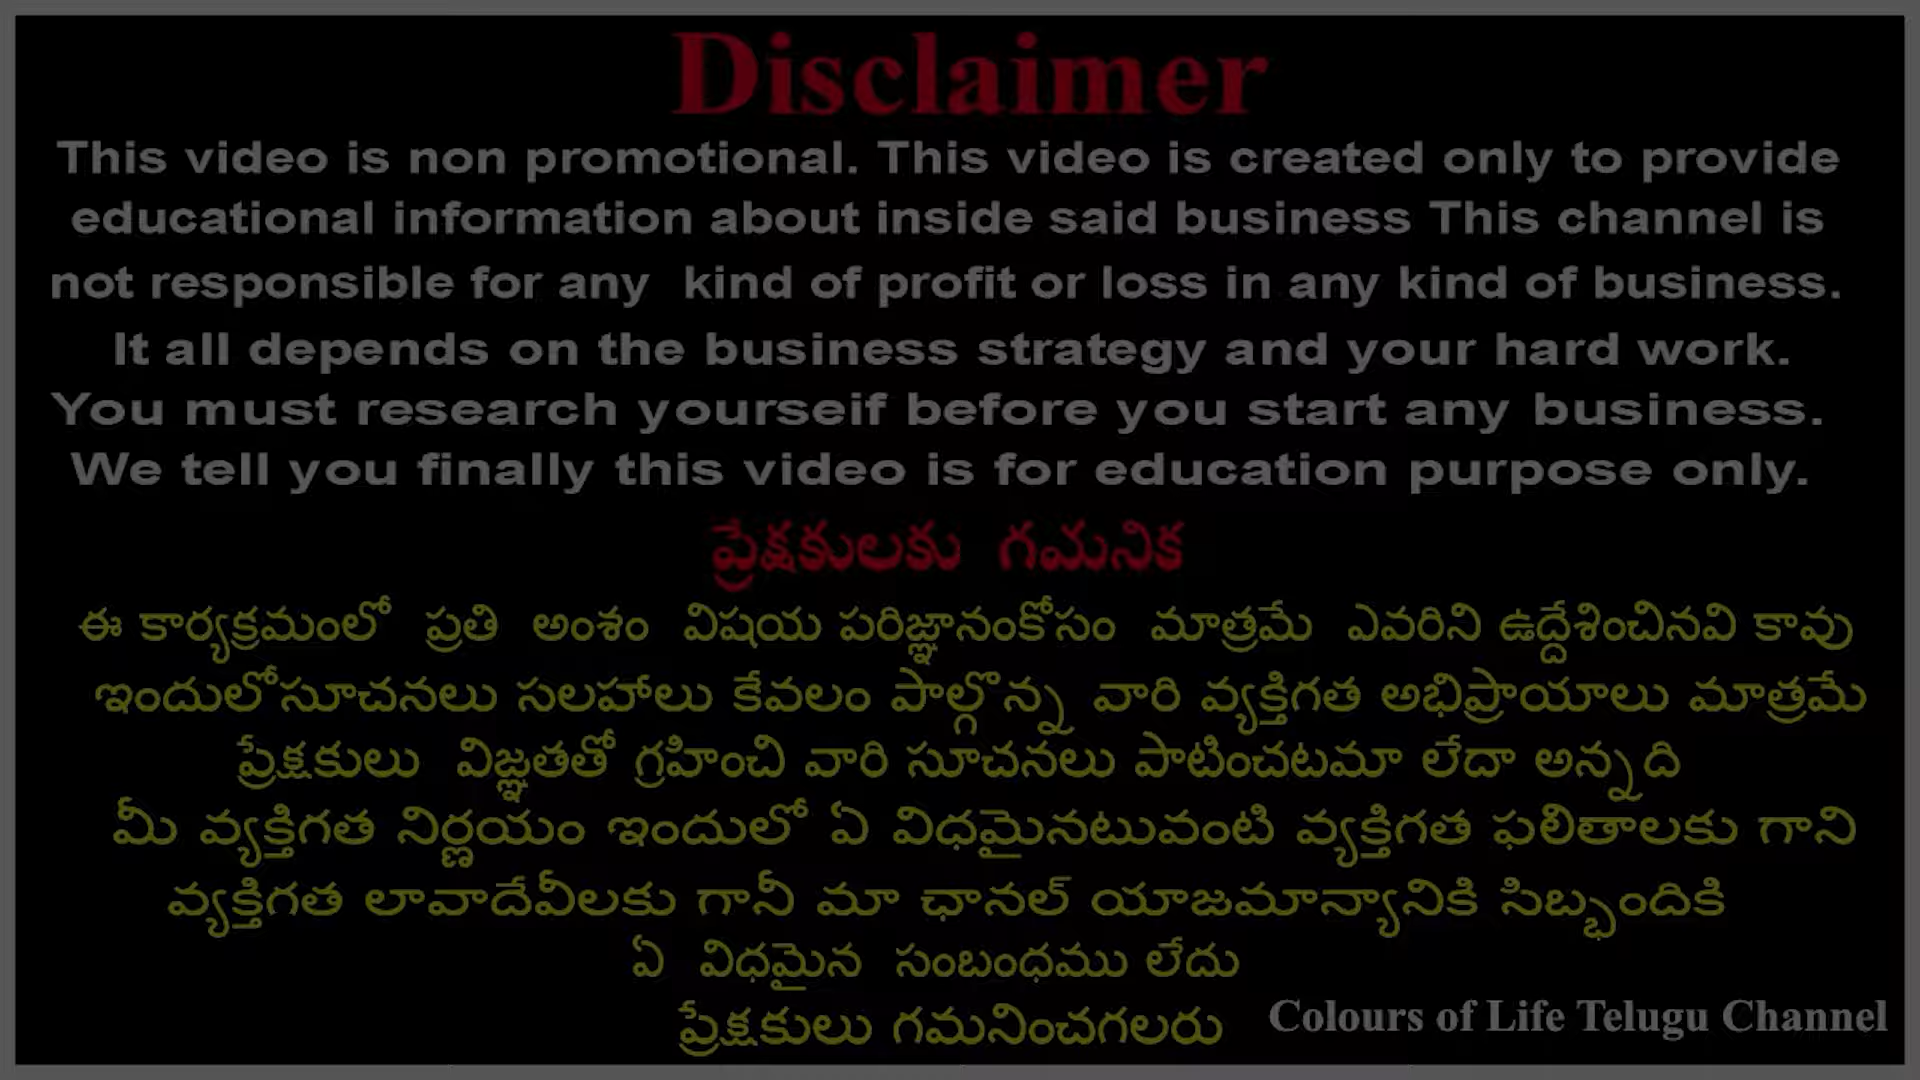 Disclaimer
This video is non promotional. This video is created only to provide
educational information about inside said business This channel is
not responsible for any kind of profit or loss in any kind of business.
It all depends on the business strategy and your hard work.
You must research yourseif before you start any business.
We tell you finally this video is for education purpose only.
ప్రేక్షకులకు గమనిక
ఈ కార్యక్రమంలో ప్రతి అంశం విషయ పరిజ్ఞానంకోసం మాత్రమే ఎవరిని ఉద్దేశించినవి కావు
ఇందులోసూచనలు సలహాలు కేవలం పాల్గొన్న వారి వ్యక్తిగత అభిప్రాయాలు మాత్రమే
ప్రేక్షకులు విజ్ఞతతో గ్రహించి వారి సూచనలు పాటించటమా లేదా అన్నది
మీ వ్యక్తిగత నిర్ణయం ఇందులో ఏ విధమైనటువంటి వ్యక్తిగత ఫలితాలకు గాని
వ్యక్తిగత లావాదేవీలకు గానీ మా ఛానల్ యాజమాన్యానికి సిబ్బందికి
ఏ విధమైన సంబంధము లేదు
ప్రేక్షకులు గమనించగలరు
Colours of Life Telugu Channel